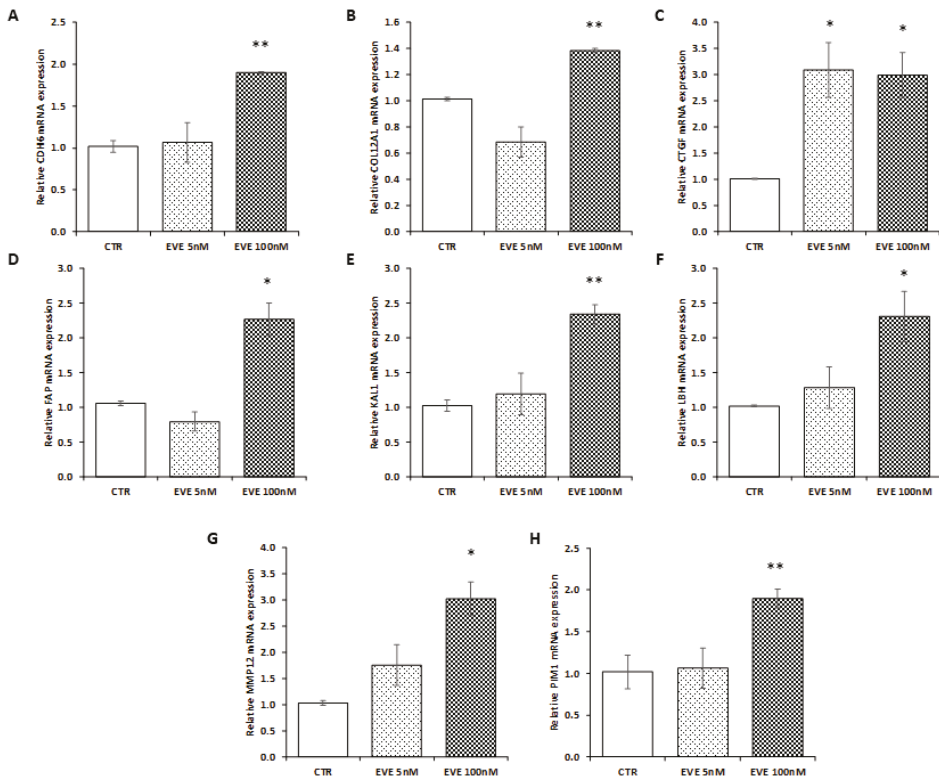 A
Relative CDH6 mRNA expression
2.5
2.0
1.5
1.0
0.5
0.0
**
CTR
EVE 5nM
EVE 100nM
B
Relative COL12A1 mRNA expression
1.6
1.4
1.2
1.0
0.8
0.6
0.4
0.2
0.0
**
CTR
EVE 5nM
EVE 100nM
C
Relative CTGF mRNA expression
4.0
3.5
3.0
2.5
2.0
1.5
1.0
0.5
0.0
*
*
CTR
EVE 5nM
EVE 100nM
D
Relative FAP mRNA expression
3.0
2.5
2.0
1.5
1.0
0.5
0.0
*
CTR
EVE 5nM
EVE 100nM
E
Relative KAL1 mRNA expression
3.0
2.5
2.0
1.5
1.0
0.5
0.0
**
CTR
EVE 5nM
EVE 100nM
F
Relative LBH mRNA expression
3.0
2.5
2.0
1.5
1.0
0.5
0.0
*
CTR
EVE 5nM
EVE 100nM
G
Relative MMP12 mRNA expression
4.0
3.5
3.0
2.5
2.0
1.5
1.0
0.5
0.0
*
CTR
EVE 5nM
EVE 100nM
H
Relative PIM1 mRNA expression
2.5
2.0
1.5
1.0
0.5
0.0
**
CTR
EVE 5nM
EVE 100nM